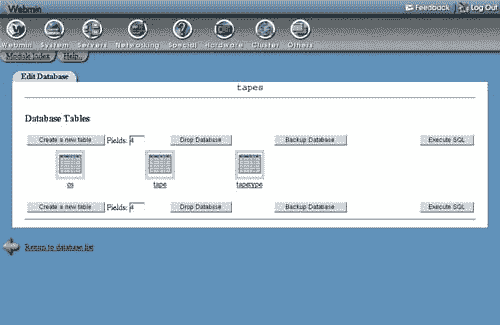 Webmin Feedback Log Out
Webmin System Servers Networking Special Hardware Cluster Others
Module Index Help..
Edit Database
tapes
Database Tables
Create a new table Fields: 4 Drop Database Backup Database Execute SQL
os tape tapetype
Create a new table Fields: 4 Drop Database Backup Database Execute SQL
Return to database list